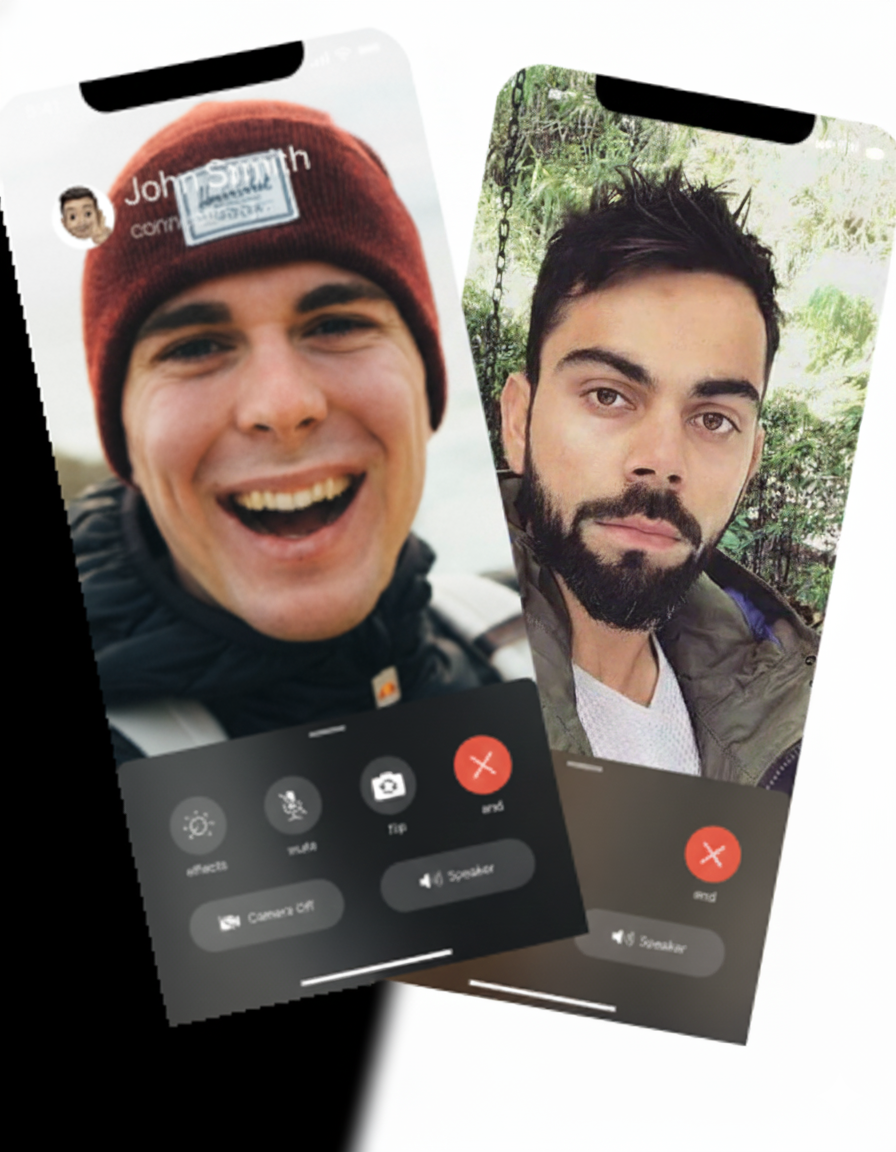 John Smith
effects
mute
flip
end
Camera Off
Speaker
end
Speaker